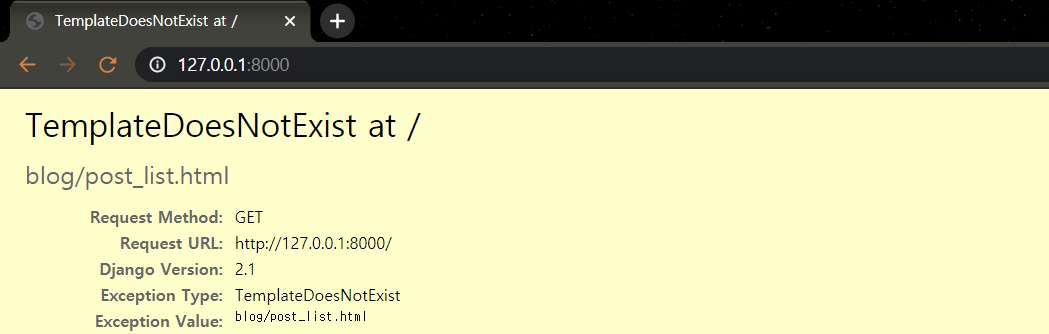 TemplateDoesNotExist at /
127.0.0.1:8000
TemplateDoesNotExist at /
blog/post_list.html
Request Method: GET
Request URL: http://127.0.0.1:8000/
Django Version: 2.1
Exception Type: TemplateDoesNotExist
Exception Value: blog/post_list.html